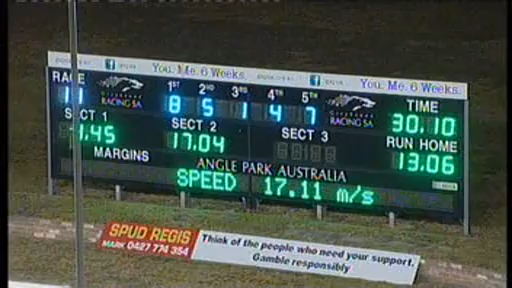 You. Me. 6 Weeks.
You. Me. 6 Weeks.
RACE 1ST 2ND 3RD 4TH 5TH TIME
11 8 5 1 4 7 30.10
RACING SA
RACING SA
SECT 1 SECT 2 SECT 3 RUN HOME
.45 17.04 13.06
MARGINS
ANGLE PARK AUSTRALIA
SPEED 17.11 m/s
SPUD REGIS
MARK 0427 774 354
Think of the people who need your support.
Gamble responsibly